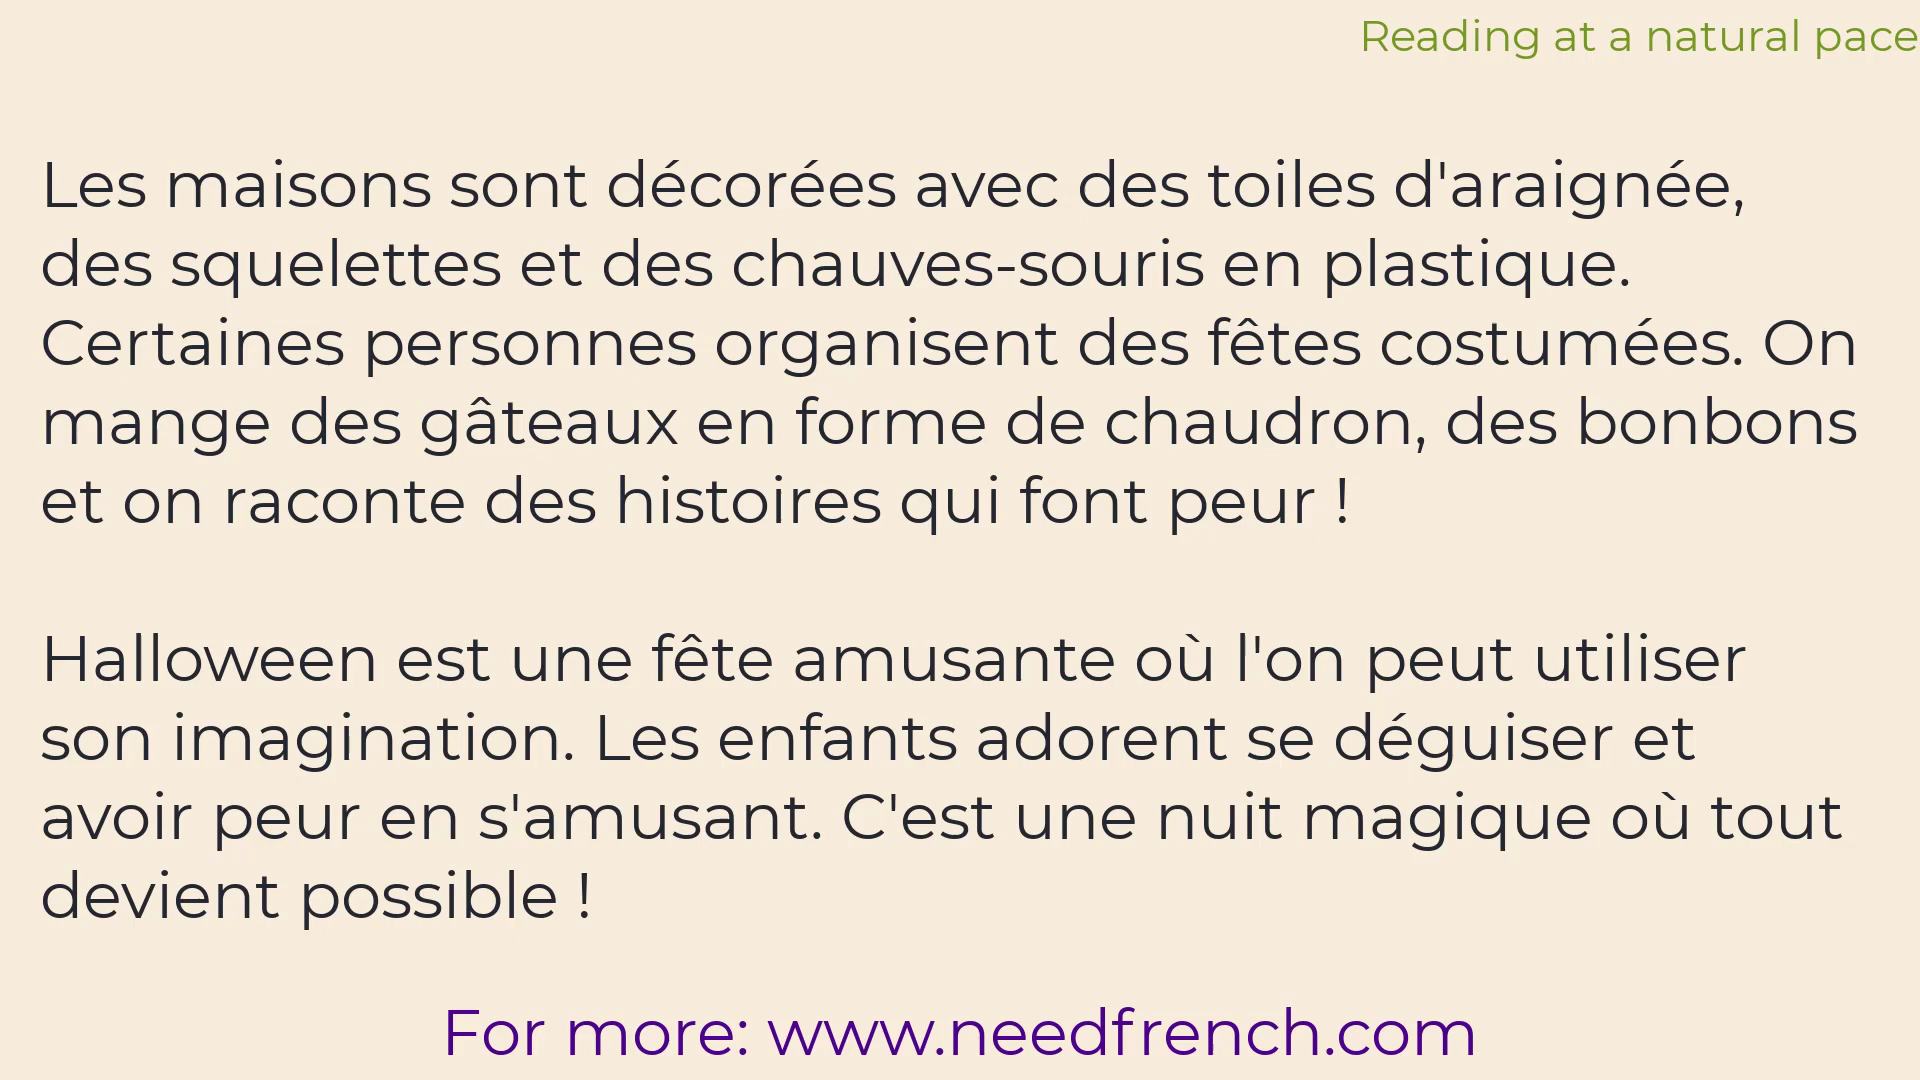 Reading at a natural pace
Les maisons sont décorées avec des toiles d'araignée,
des squelettes et des chauves-souris en plastique.
Certaines personnes organisent des fêtes costumées. On
mange des gâteaux en forme de chaudron, des bonbons
et on raconte des histoires qui font peur !
Halloween est une fête amusante où l'on peut utiliser
son imagination. Les enfants adorent se déguiser et
avoir peur en s'amusant. C'est une nuit magique où tout
devient possible !
For more: www.needfrench.com